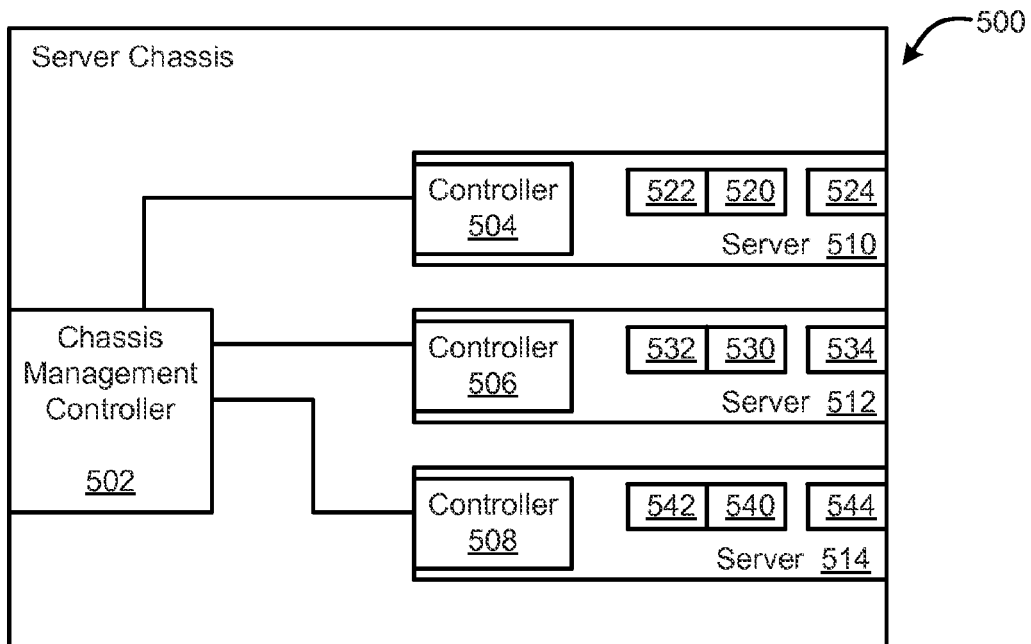 500
Server Chassis
Controller
504
522 520 524
Server 510
Chassis
Management
Controller
502
Controller
506
532 530 534
Server 512
Controller
508
542 540 544
Server 514